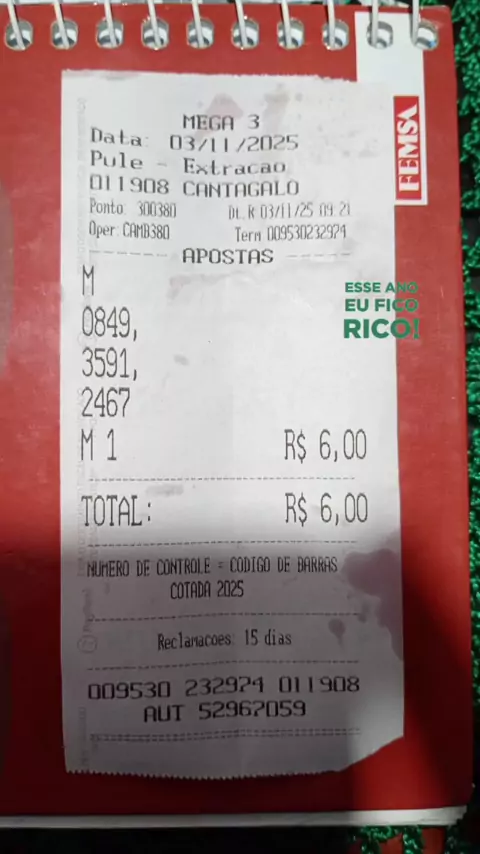 FEMSA
MEGA 3
Data: 03/11/2025
Pule - Extracao
011908 CANTAGALO
Ponto: 300380 Dt.R 03/11/25 09:21
Oper: CAMB380 Term 009530232974
APOSTAS
M
0849,
3591,
2467
M 1 R$ 6,00
TOTAL: R$ 6,00
NUMERO DE CONTROLE = CODIGO DE BARRAS
COTADA 2025
Reclamacoes: 15 dias
009530 232974 011908
AUT 52967059
ESSE ANO
EU FICO
RICO!